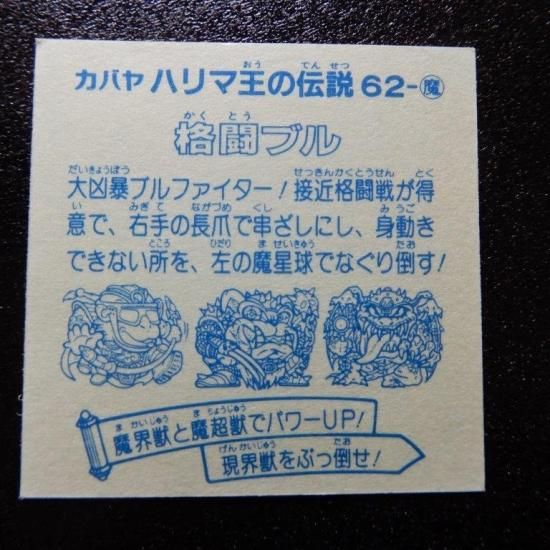 カバヤ ハリマ王の伝説 62-魔
格闘ブル
大凶暴ブルファイター！接近格闘戦が得
意で、右手の長爪で串ざしにし、身動き
できない所を、左の魔星球でなぐり倒す！
魔界獣と魔超獣でパワーUP！
現界獣をぶっ倒せ！